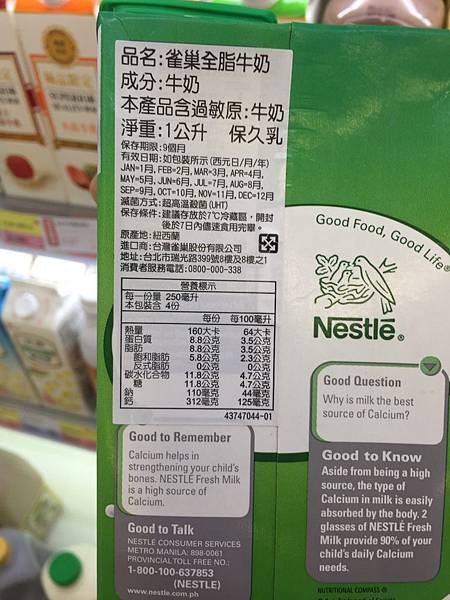 品名:雀巢全脂牛奶
成分:牛奶
本產品含過敏原:牛奶
淨重:1公升 保久乳
保存期限:9個月
有效日期:如包裝所示(西元日/月/年)
JAN=1月, FEB=2月, MAR=3月, APR=4月,
MAY=5月, JUN=6月, JUL=7月, AUG=8月,
SEP=9月, OCT=10月, NOV=11月, DEC=12月
滅菌方式:超高溫殺菌(UHT)
保存條件:建議存放於7℃冷藏區,開封
後於7日內儘速食用完畢。
原產地:紐西蘭
進口商:台灣雀巢股份有限公司
地址:台北市瑞光路399號8樓及8樓之1
消費者服務電話:0800-000-338
營養標示
每一份量 250毫升
本包裝含 4份
每份 每100毫升
熱量 160大卡 64大卡
蛋白質 8.8公克 3.5公克
脂肪 8.8公克 3.5公克
飽和脂肪 5.8公克 2.3公克
反式脂肪 0公克 0公克
碳水化合物 11.8公克 4.7公克
糖 11.8公克 4.7公克
鈉 110毫克 44毫克
鈣 312毫克 125毫克
43747044-01
Good to Remember
Calcium helps in
strengthening your child's
bones. NESTLÉ Fresh Milk
is a high source of
Calcium.
Good to Talk
NESTLÉ CONSUMER SERVICES
METRO MANILA: 898-0061
PROVINCIAL TOLL FREE NO.:
1-800-100-637853
(NESTLE)
www.nestle.com.ph
Good Food, Good Life®
Nestlé®
Good Question
Why is milk the best
source of Calcium?
Good to Know
Aside from being a high
source, the type of
Calcium in milk is easily
absorbed by the body. 2
glasses of NESTLÉ Fresh
Milk provide 90% of your
child's daily Calcium
needs.
NUTRITIONAL COMPASS ®